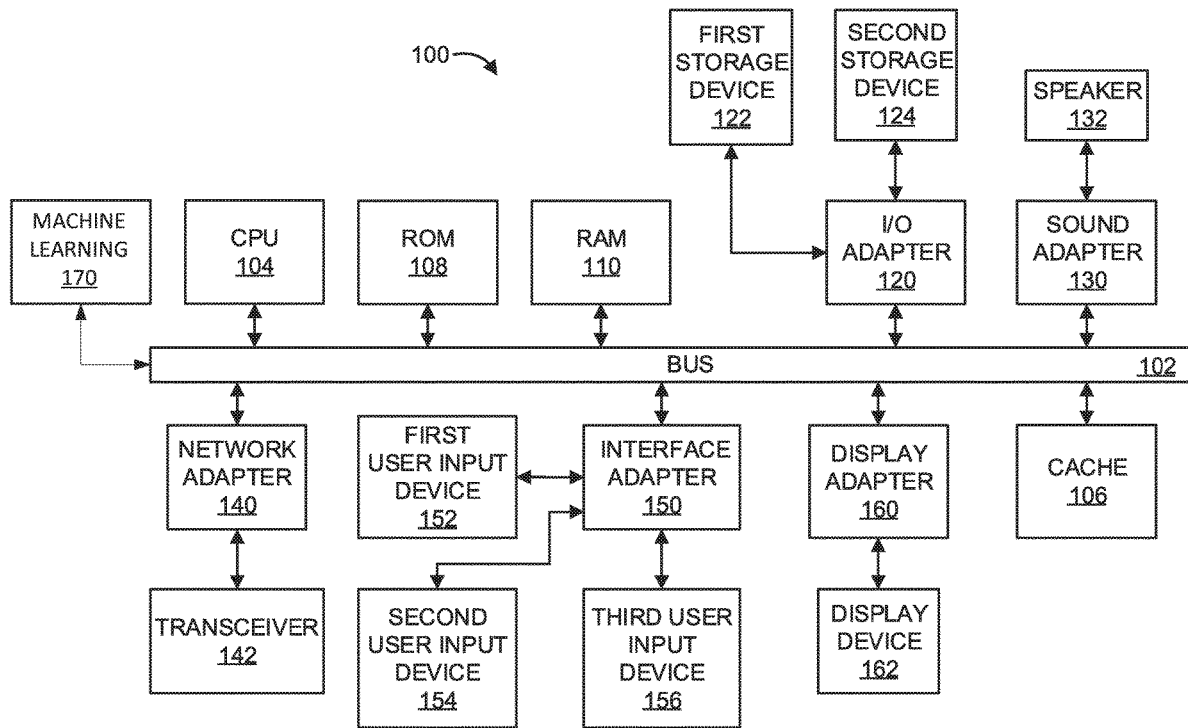 100
FIRST
STORAGE
DEVICE
122
SECOND
STORAGE
DEVICE
124
SPEAKER
132
MACHINE
LEARNING
170
CPU
104
ROM
108
RAM
110
I/O
ADAPTER
120
SOUND
ADAPTER
130
BUS
102
NETWORK
ADAPTER
140
FIRST
USER INPUT
DEVICE
152
INTERFACE
ADAPTER
150
DISPLAY
ADAPTER
160
CACHE
106
TRANSCEIVER
142
SECOND
USER INPUT
DEVICE
154
THIRD USER
INPUT
DEVICE
156
DISPLAY
DEVICE
162